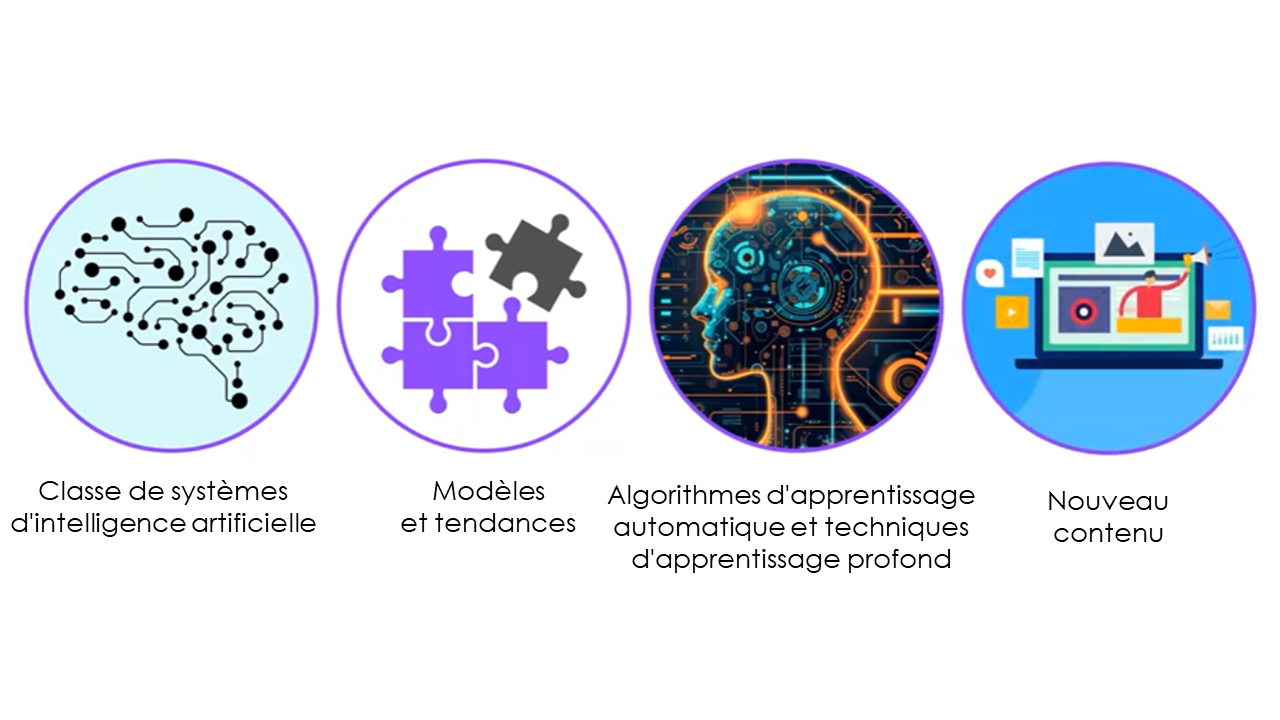 Classe de systèmes
d'intelligence artificielle
Modèles
et tendances
Algorithmes d'apprentissage
automatique et techniques
d'apprentissage profond
Nouveau
contenu